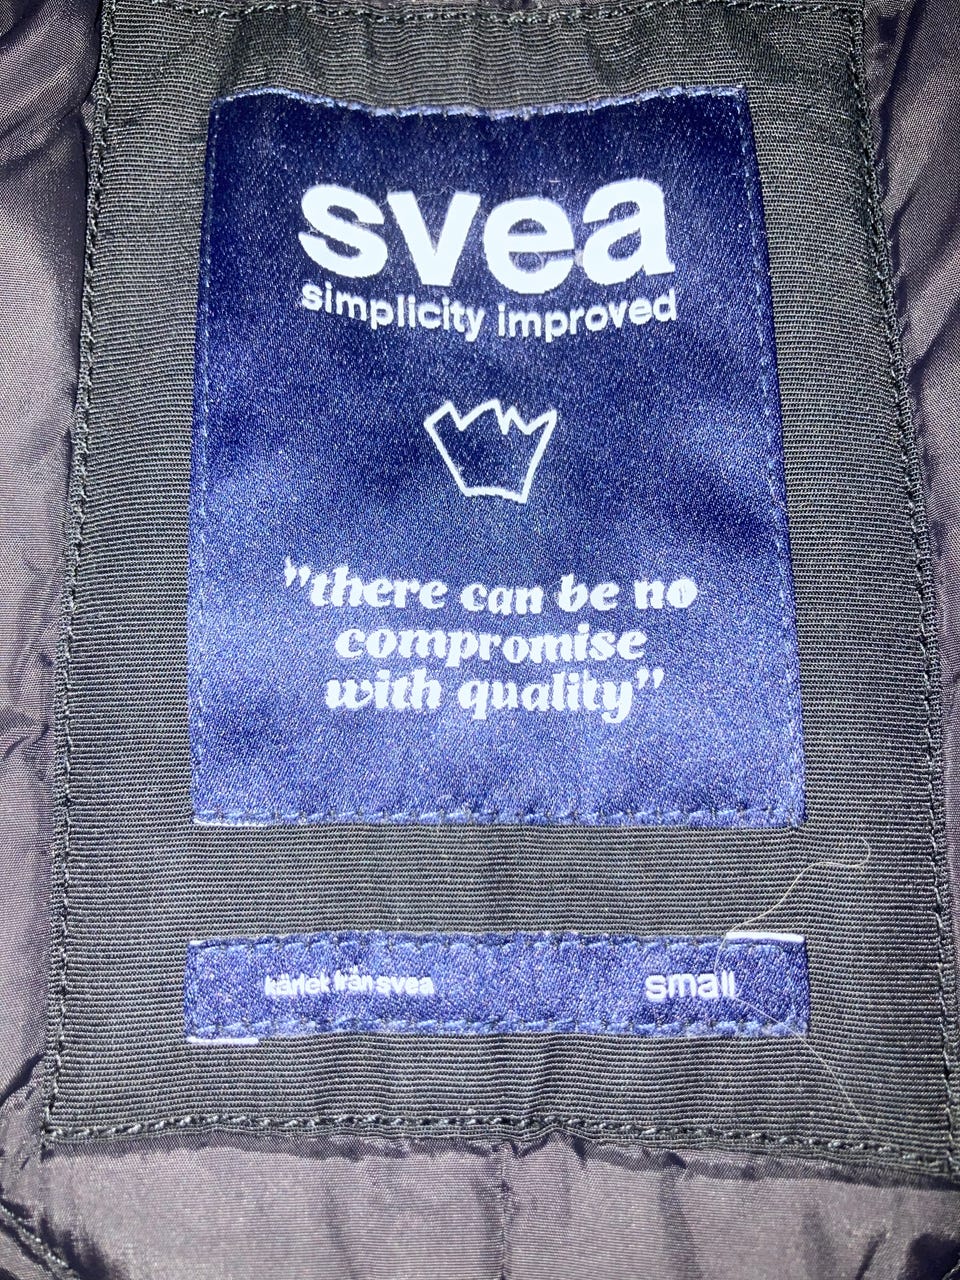 svea
simplicity improved
"there can be no
compromise
with quality"
kärlek från svea
small